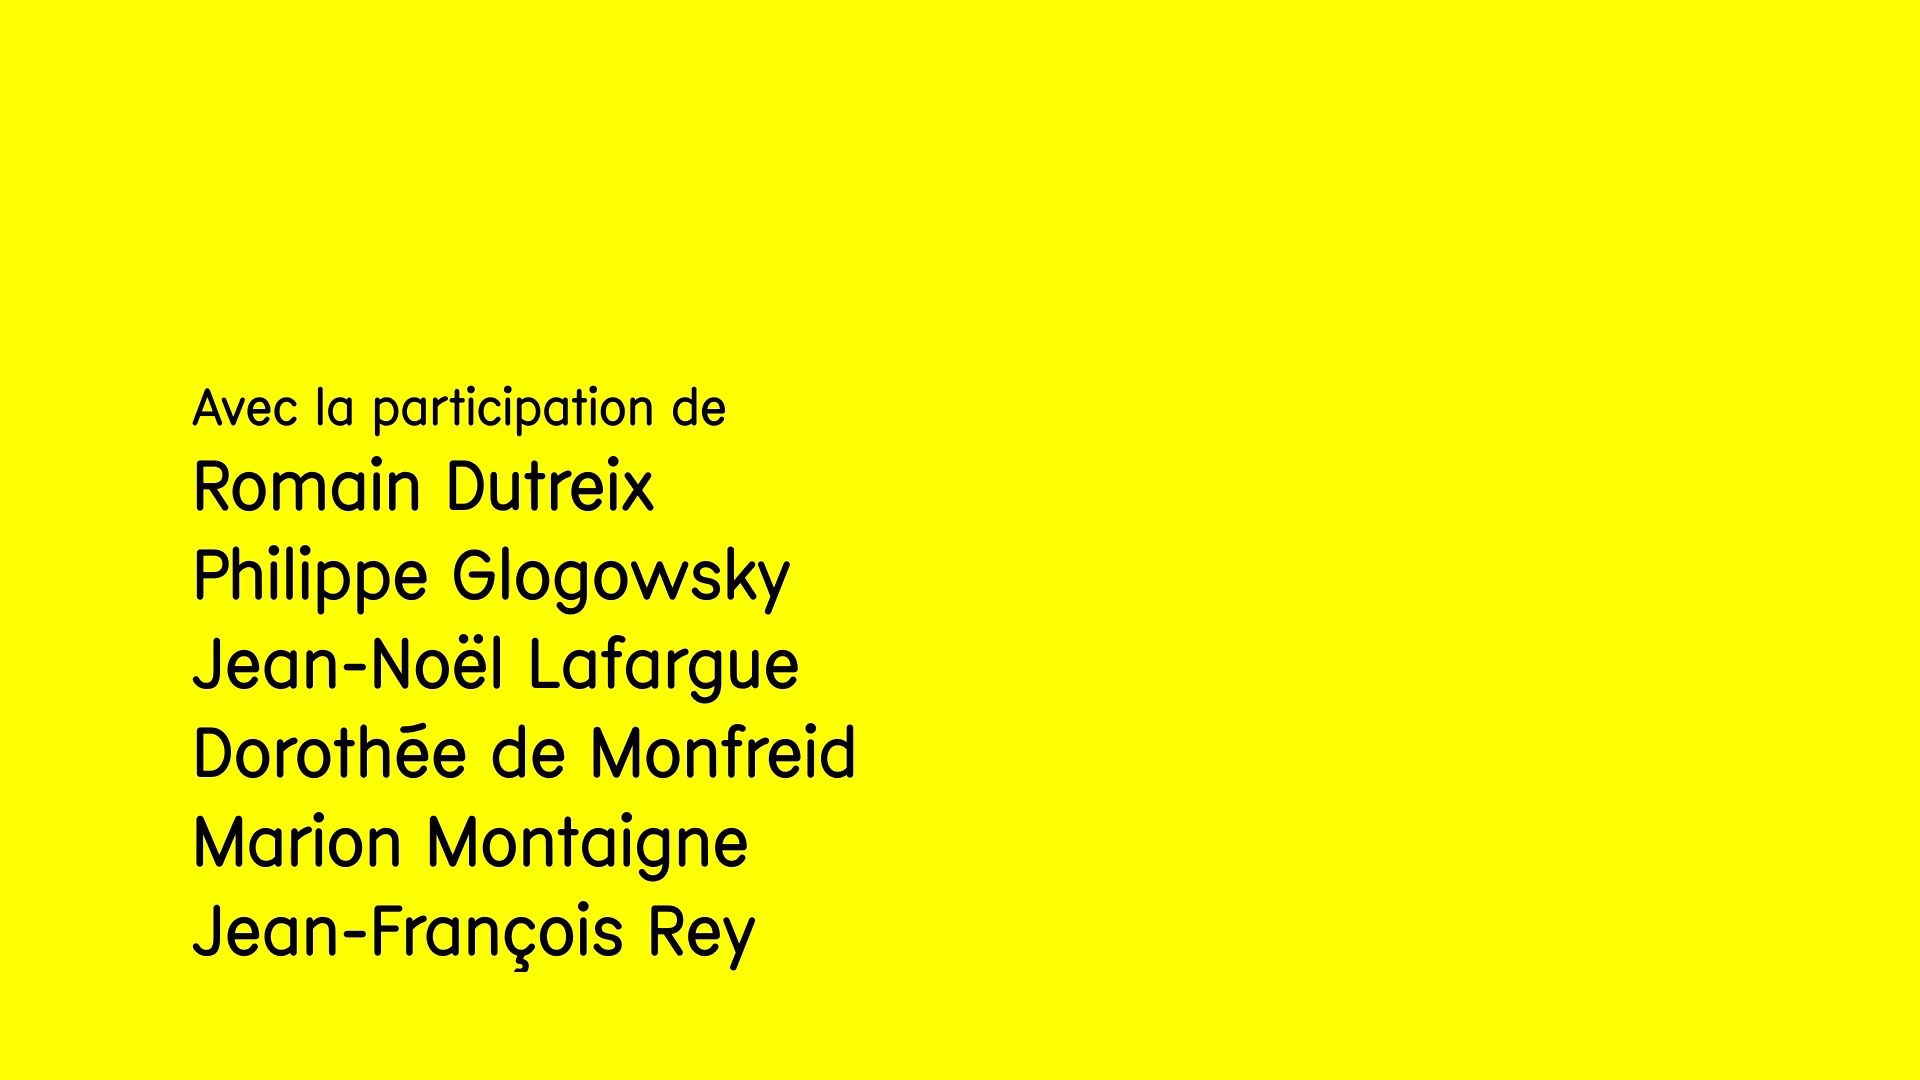 Avec la participation de
Romain Dutreix
Philippe Glogowsky
Jean-Noël Lafargue
Dorothée de Monfreid
Marion Montaigne
Jean-François Rey